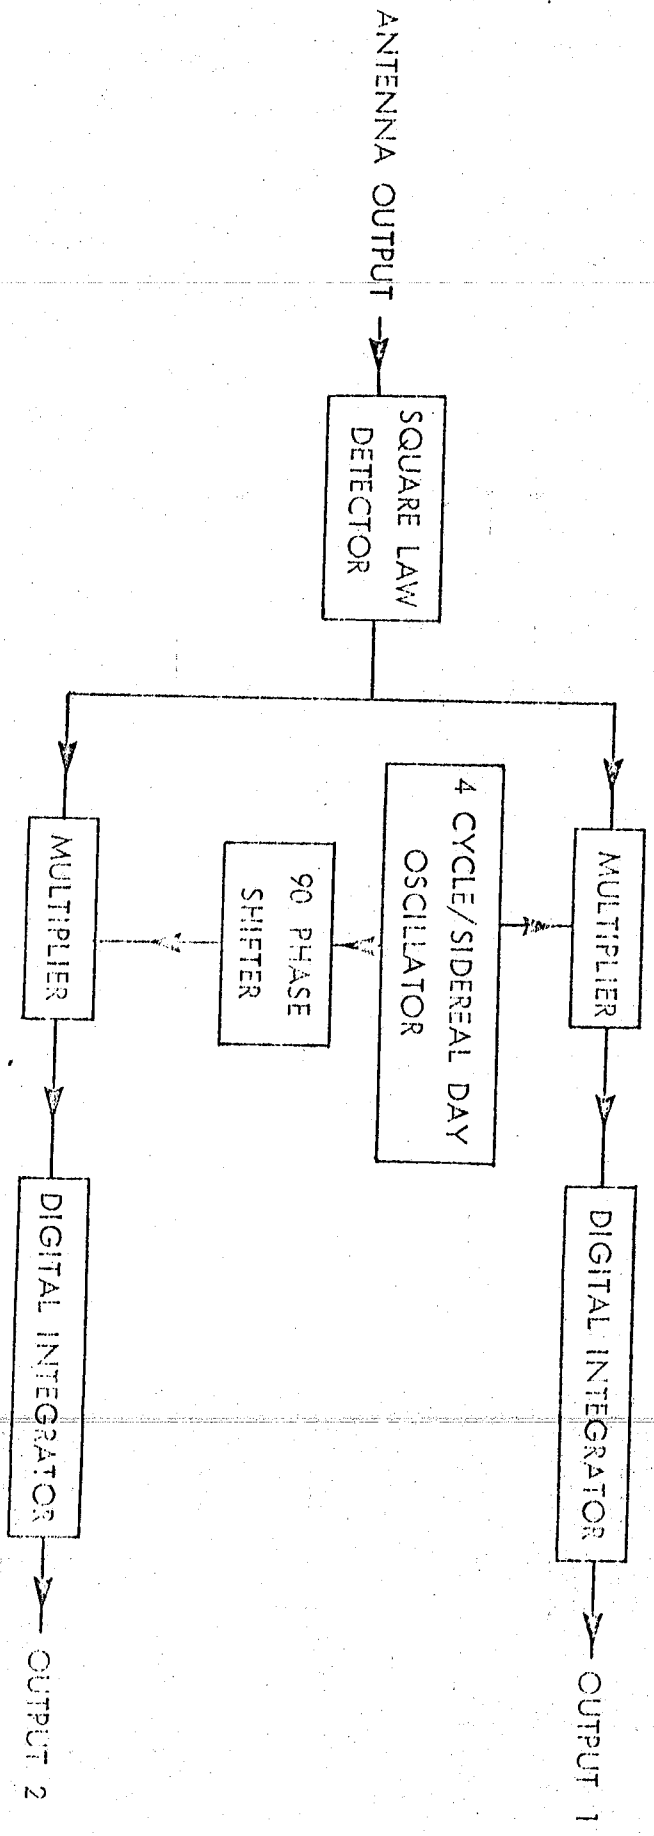 ANTENNA OUTPUT
SQUARE LAW
DETECTOR
MULTIPLIER
4 CYCLE/SIDEREAL DAY
OSCILLATOR
90 PHASE
SHIFTER
MULTIPLIER
DIGITAL INTEGRATOR
DIGITAL INTEGRATOR
OUTPUT 1
OUTPUT 2